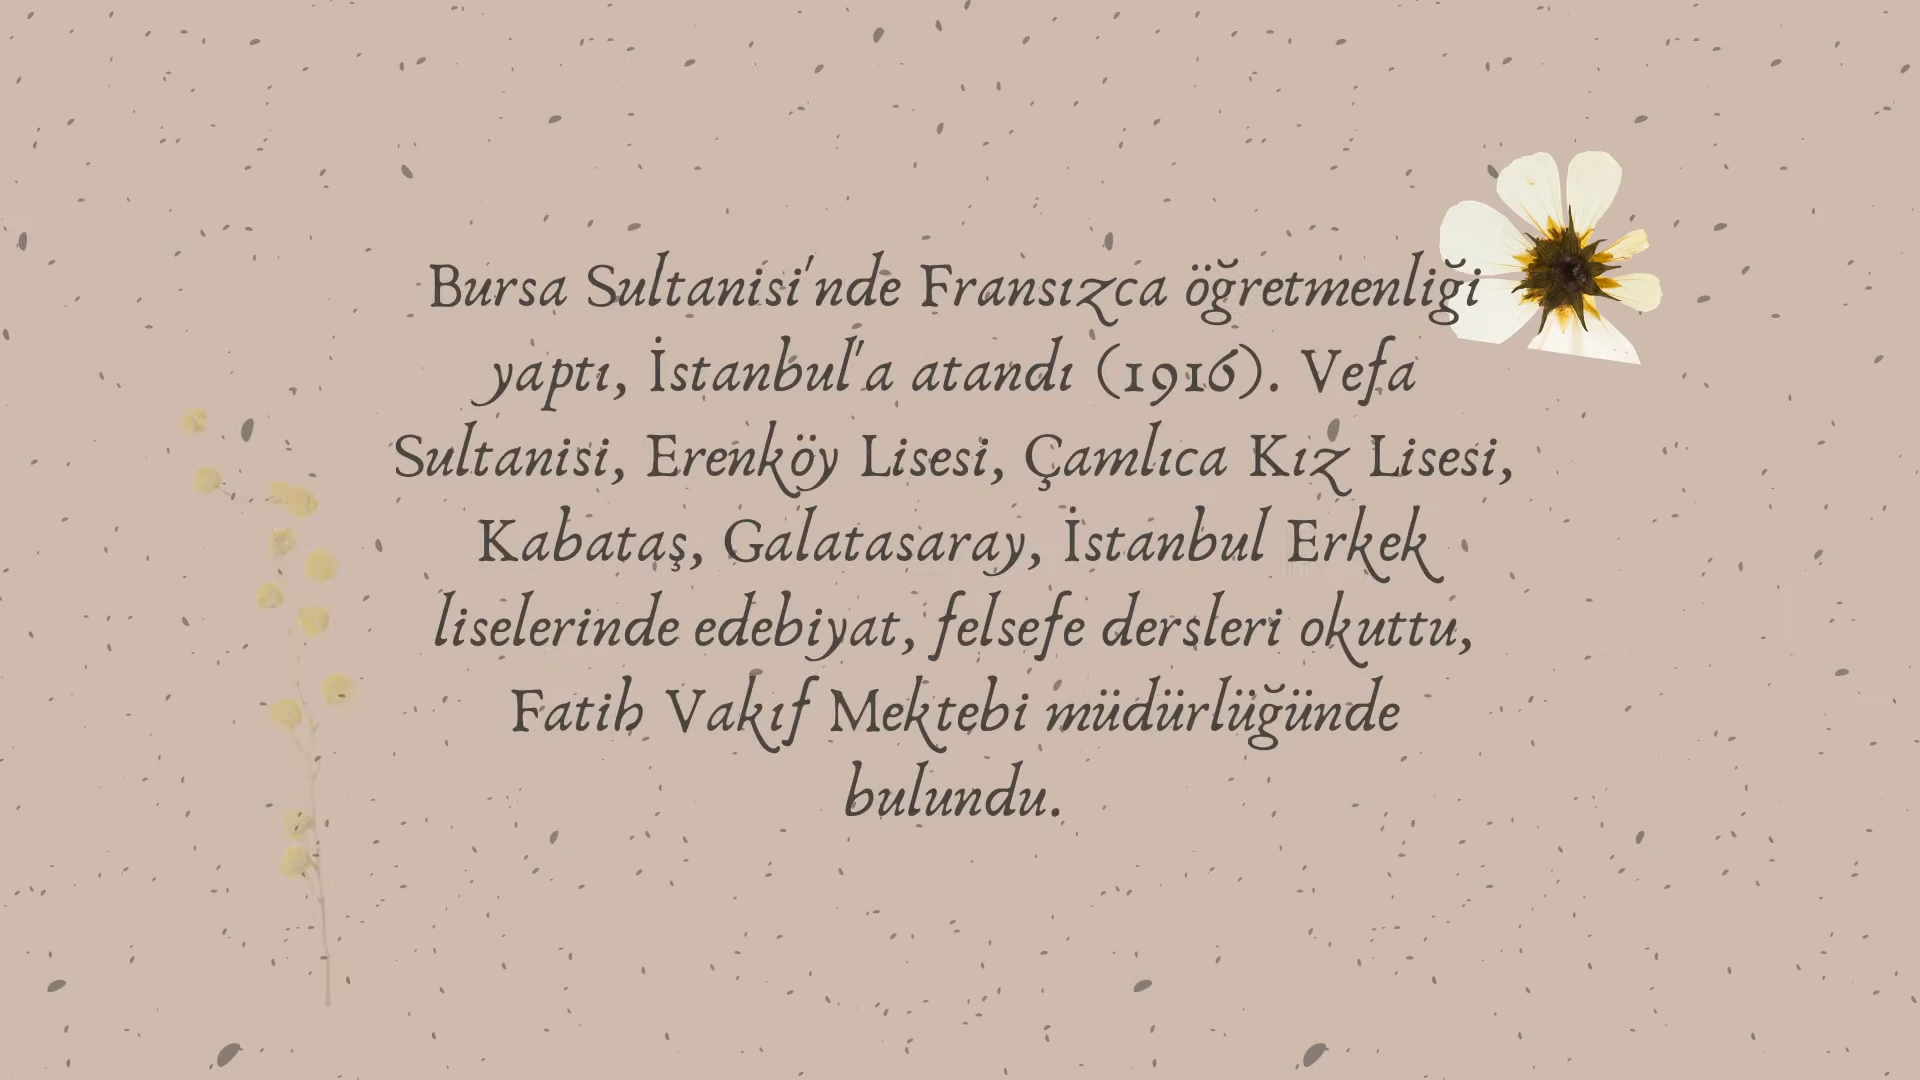 Bursa Sultanisi'nde Fransızca öğretmenliği
yaptı, İstanbul'a atandı (1916). Vefa
Sultanisi, Erenköy Lisesi, Çamlıca Kız Lisesi,
Kabataş, Galatasaray, İstanbul Erkek
liselerinde edebiyat, felsefe dersleri okuttu,
Fatih Vakıf Mektebi müdürlüğünde
bulundu.